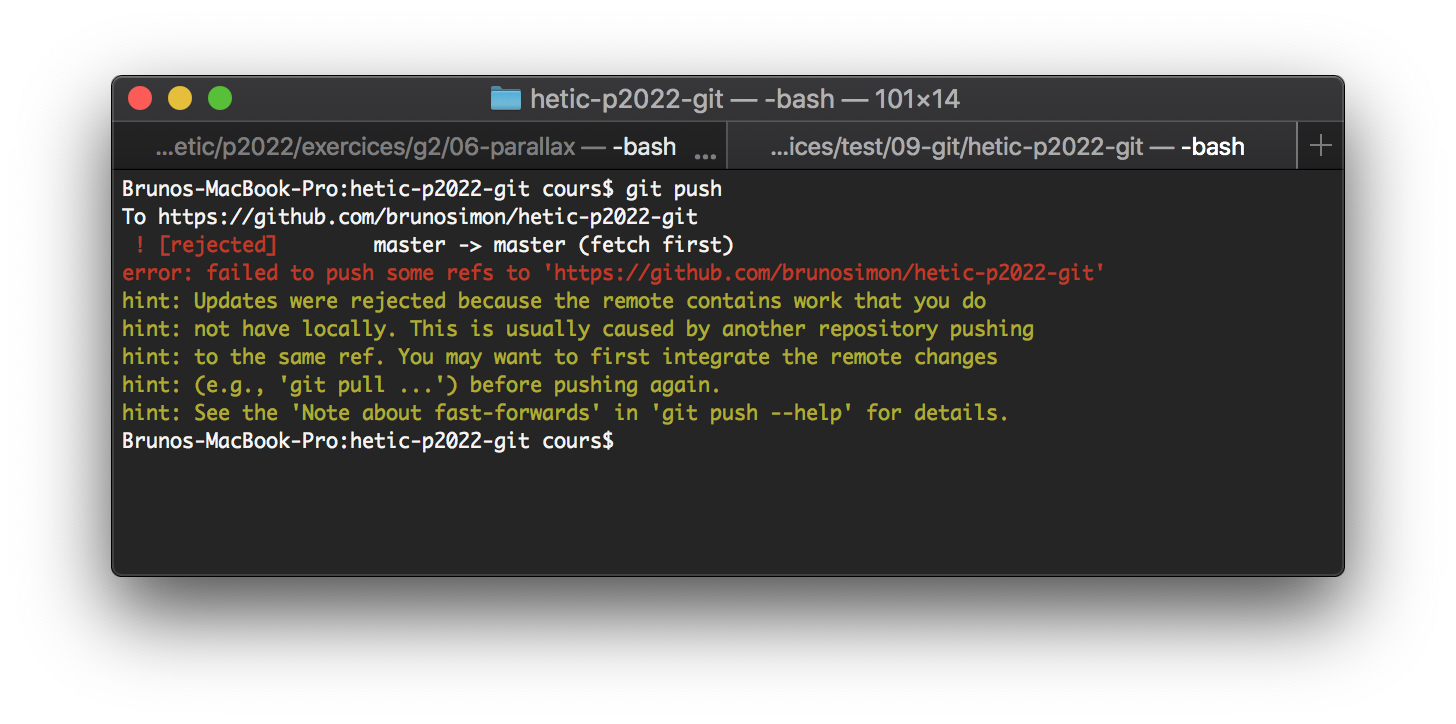 hetic-p2022-git — -bash — 101×14
...etic/p2022/exercices/g2/06-parallax — -bash ...
...ices/test/09-git/hetic-p2022-git — -bash +
Brunos-MacBook-Pro:hetic-p2022-git cours$ git push
To https://github.com/brunosimon/hetic-p2022-git
 ! [rejected]        master -> master (fetch first)
error: failed to push some refs to 'https://github.com/brunosimon/hetic-p2022-git'
hint: Updates were rejected because the remote contains work that you do
hint: not have locally. This is usually caused by another repository pushing
hint: to the same ref. You may want to first integrate the remote changes
hint: (e.g., 'git pull ...') before pushing again.
hint: See the 'Note about fast-forwards' in 'git push --help' for details.
Brunos-MacBook-Pro:hetic-p2022-git cours$